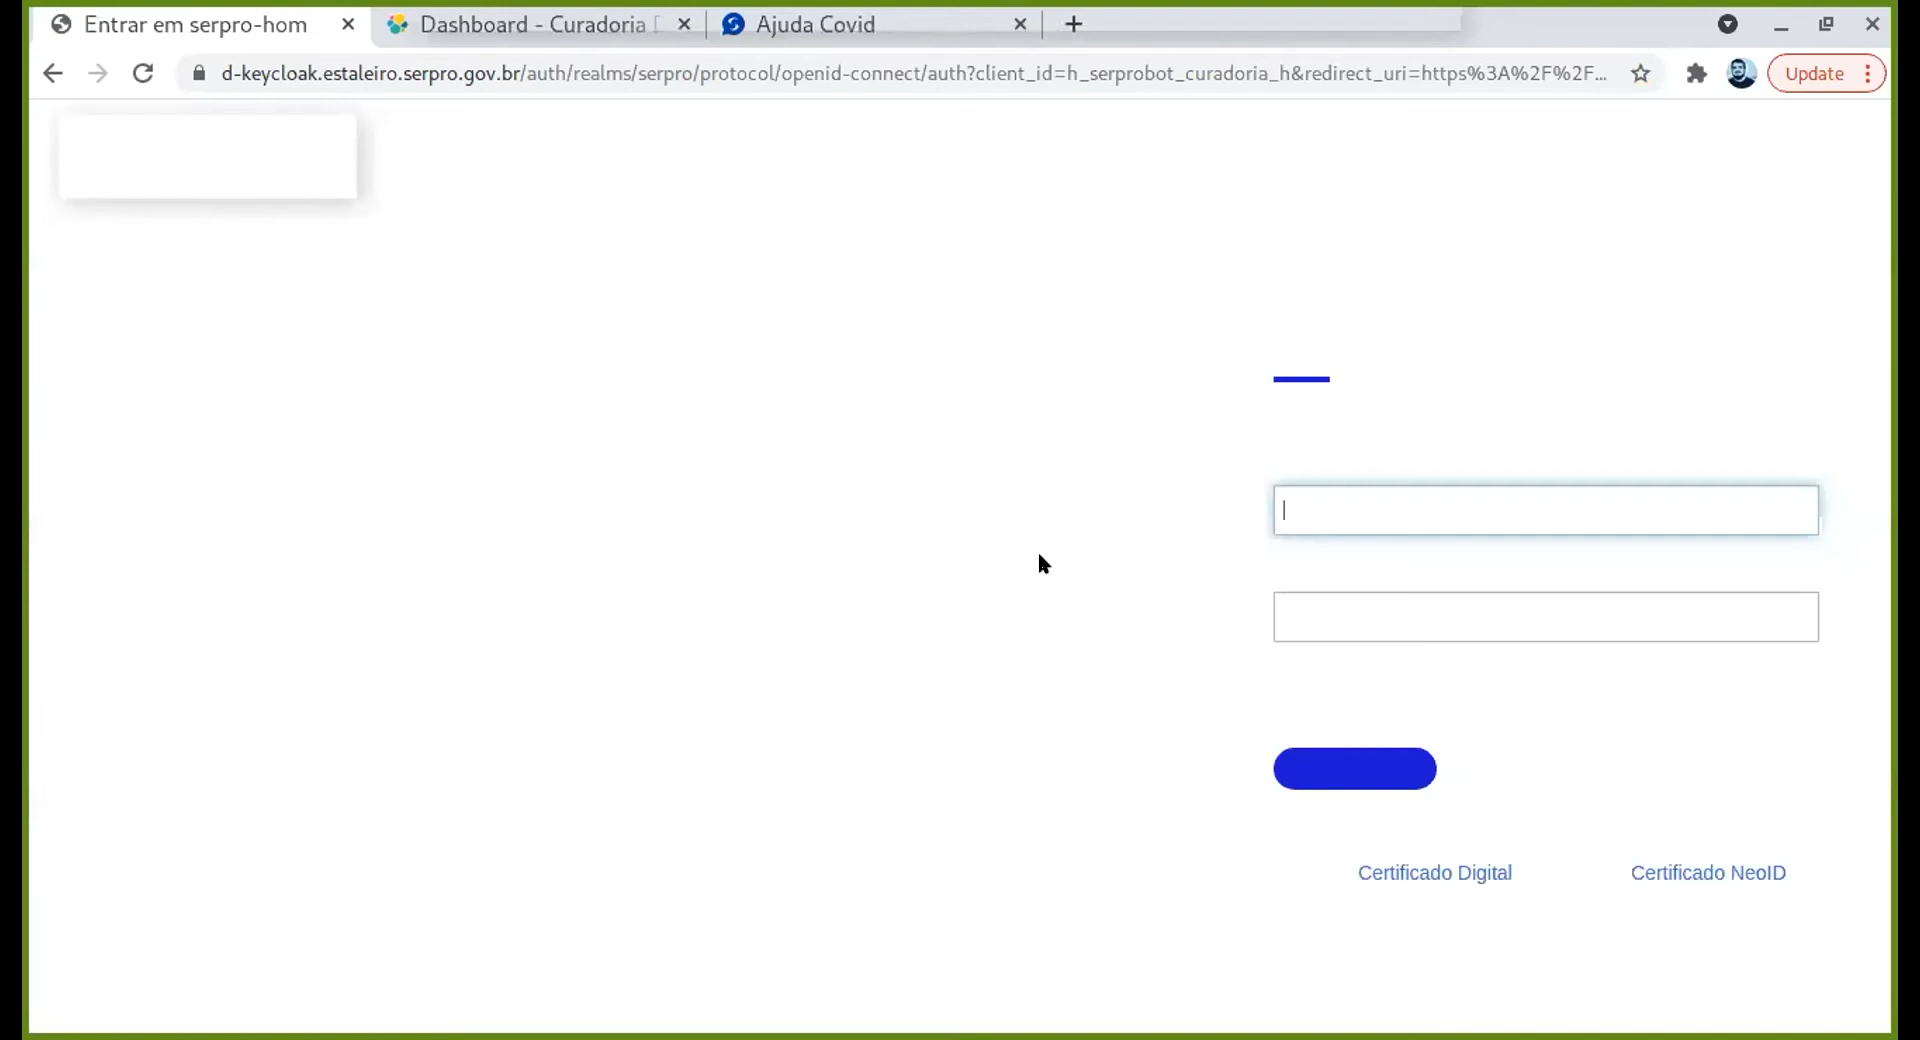 Entrar em serpro-hom
Dashboard - Curadoria
Ajuda Covid
d-keycloak.estaleiro.serpro.gov.br/auth/realms/serpro/protocol/openid-connect/auth?client_id=h_serprobot_curadoria_h&redirect_uri=https%3A%2F%2F...
Update
Certificado Digital
Certificado NeoID